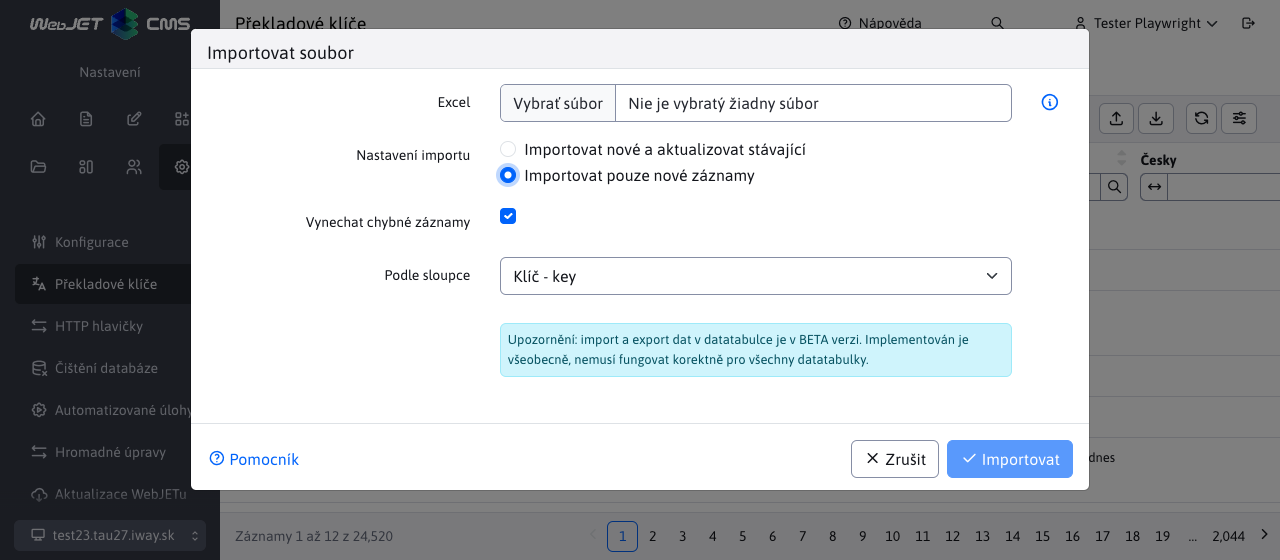 WebJET CMS
Překladové klíče
Nápověda
Tester Playwright
Nastavení
Importovat soubor
Excel
Vybrať súbor
Nie je vybratý žiadny súbor
Nastavení importu
Importovat nové a aktualizovat stávající
Importovat pouze nové záznamy
Vynechat chybné záznamy
Podle sloupce
Klíč - key
Upozornění: import a export dat v datatabulce je v BETA verzi. Implementován je
všeobecně, nemusí fungovat korektně pro všechny datatabulky.
Pomocník
Zrušit
Importovat
Česky
Konfigurace
Překladové klíče
HTTP hlavičky
Čištění databáze
Automatizované úlohy
Hromadné úpravy
Aktualizace WebJETu
test23.tau27.iway.sk
dnes
Záznamy 1 až 12 z 24,520
1 2 3 4 5 6 7 8 9 10 11 12 13 14 15 16 17 18 19 ... 2,044